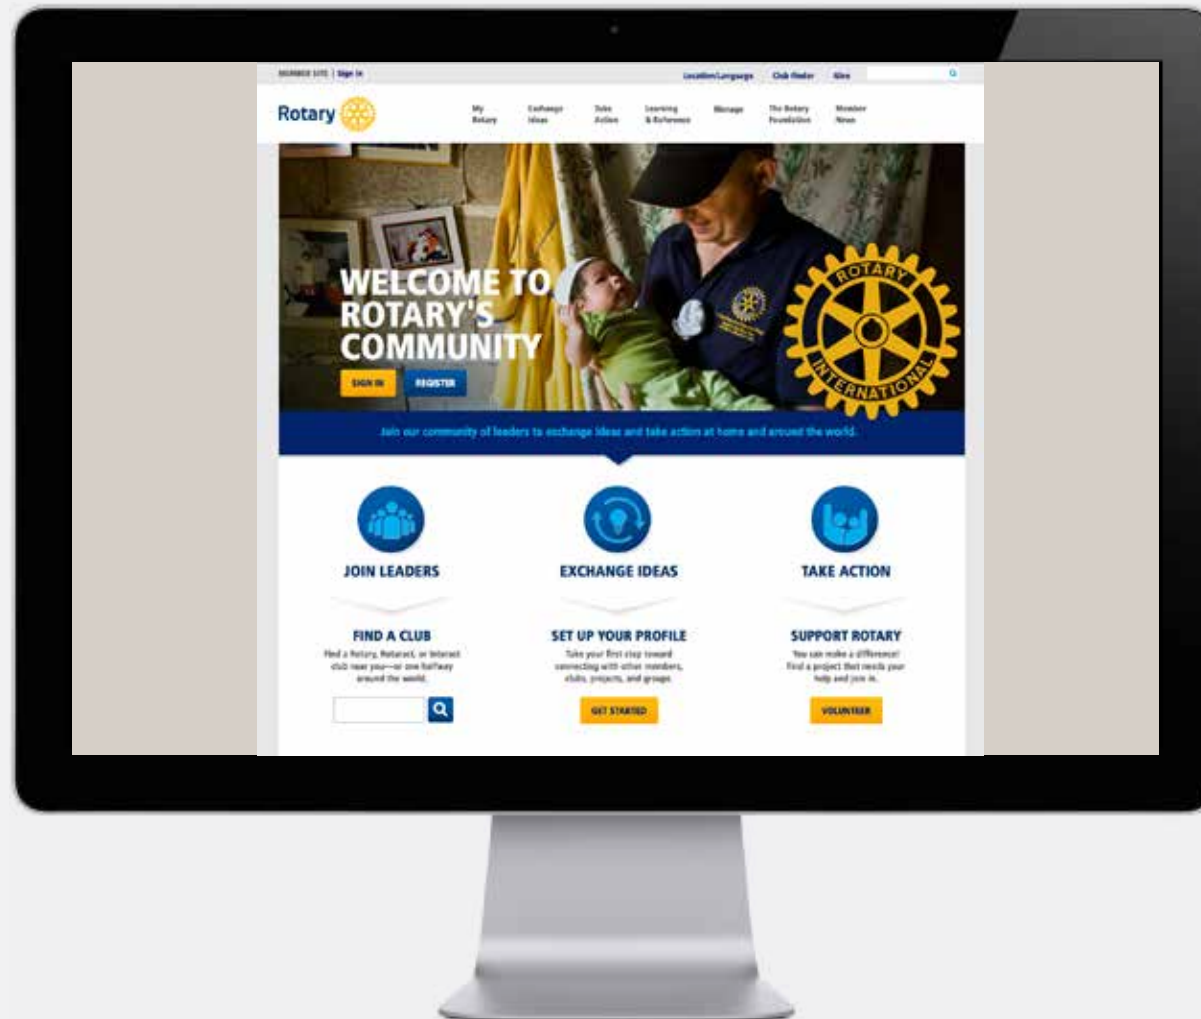 MEMBER SITE | Sign In
Location/Language Club Finder Give
Rotary
My Rotary
Exchange Ideas
Take Action
Learning & Reference
Manage
The Rotary Foundation
Member News
WELCOME TO
ROTARY'S
COMMUNITY
SIGN IN REGISTER
ROTARY
INTERNATIONAL
Join our community of leaders to exchange ideas and take action at home and around the world.
JOIN LEADERS
EXCHANGE IDEAS
TAKE ACTION
FIND A CLUB
Find a Rotary, Rotaract, or Interact
club near you—or one halfway
around the world.
SET UP YOUR PROFILE
Take your first step toward
connecting with other members,
clubs, projects, and groups.
GET STARTED
SUPPORT ROTARY
You can make a difference!
Find a project that needs your
help and join in.
VOLUNTEER